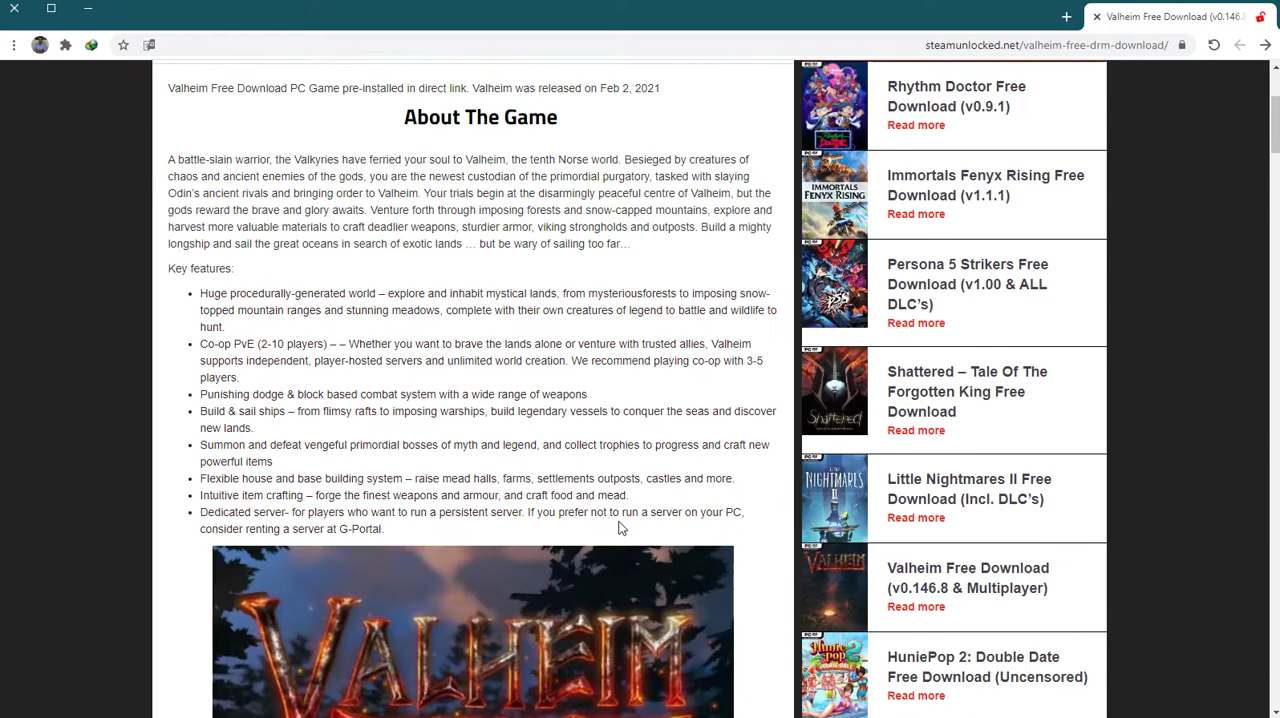 Valheim Free Download (v0.146.8
steamunlocked.net/valheim-free-drm-download/
Valheim Free Download PC Game pre-installed in direct link. Valheim was released on Feb 2, 2021
About The Game
A battle-slain warrior, the Valkyries have ferried your soul to Valheim, the tenth Norse world. Besieged by creatures of
chaos and ancient enemies of the gods, you are the newest custodian of the primordial purgatory, tasked with slaying
Odin's ancient rivals and bringing order to Valheim. Your trials begin at the disarmingly peaceful centre of Valheim, but the
gods reward the brave and glory awaits. Venture forth through imposing forests and snow-capped mountains, explore and
harvest more valuable materials to craft deadlier weapons, sturdier armor, viking strongholds and outposts. Build a mighty
longship and sail the great oceans in search of exotic lands … but be wary of sailing too far…
Key features:
• Huge procedurally-generated world – explore and inhabit mystical lands, from mysteriousforests to imposing snow-
topped mountain ranges and stunning meadows, complete with their own creatures of legend to battle and wildlife to
hunt.
• Co-op PvE (2-10 players) – – Whether you want to brave the lands alone or venture with trusted allies, Valheim
supports independent, player-hosted servers and unlimited world creation. We recommend playing co-op with 3-5
players.
• Punishing dodge & block based combat system with a wide range of weapons
• Build & sail ships – from flimsy rafts to imposing warships, build legendary vessels to conquer the seas and discover
new lands.
• Summon and defeat vengeful primordial bosses of myth and legend, and collect trophies to progress and craft new
powerful items
• Flexible house and base building system – raise mead halls, farms, settlements outposts, castles and more.
• Intuitive item crafting – forge the finest weapons and armour, and craft food and mead.
• Dedicated server- for players who want to run a persistent server. If you prefer not to run a server on your PC,
consider renting a server at G-Portal.
VALHEIM
Rhythm Doctor Free
Download (v0.9.1)
Read more
IMMORTALS
FENYX RISING
Immortals Fenyx Rising Free
Download (v1.1.1)
Read more
Persona 5 Strikers Free
Download (v1.00 & ALL
DLC's)
Read more
Shattered
Shattered – Tale Of The
Forgotten King Free
Download
Read more
NIGHTMARES
II
Little Nightmares II Free
Download (Incl. DLC's)
Read more
VALHEIM
Valheim Free Download
(v0.146.8 & Multiplayer)
Read more
HuniePop
2
HuniePop 2: Double Date
Free Download (Uncensored)
Read more